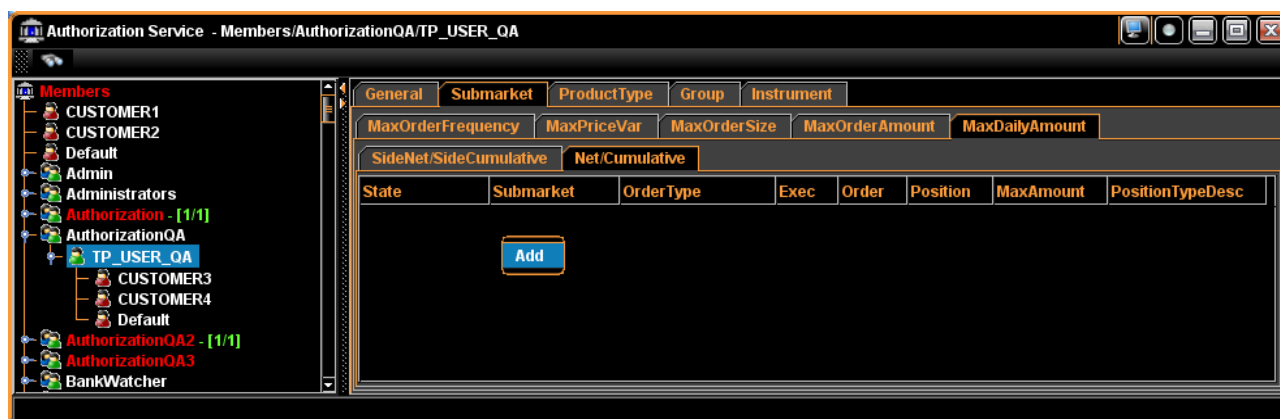 Authorization Service - Members/AuthorizationQA/TP_USER_QA
Members
CUSTOMER1
CUSTOMER2
Default
Admin
Administrators
Authorization - [1/1]
AuthorizationQA
TP_USER_QA
CUSTOMER3
CUSTOMER4
Default
AuthorizationQA2 - [1/1]
AuthorizationQA3
BankWatcher
General Submarket ProductType Group Instrument
MaxOrderFrequency MaxPriceVar MaxOrderSize MaxOrderAmount MaxDailyAmount
SideNet/SideCumulative Net/Cumulative
State Submarket OrderType Exec Order Position MaxAmount PositionTypeDesc
Add